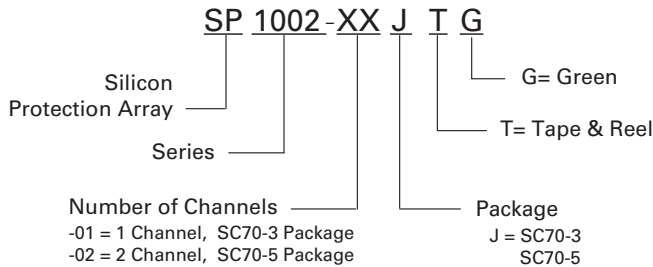 SP 1002-XX J T G
G= Green
Silicon
Protection Array
T= Tape & Reel
Series
Number of Channels
-01 = 1 Channel, SC70-3 Package
-02 = 2 Channel, SC70-5 Package
Package
J = SC70-3
SC70-5